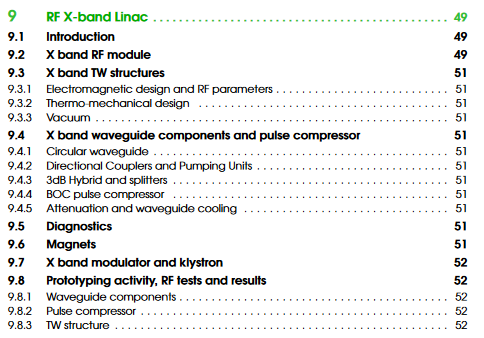 9 RF X-band Linac . . . . . . . . . . . . . . . . . . . . . . . . . . . . . . . . . . . . . . . . . . 49
9.1 Introduction 49
9.2 X band RF module 49
9.3 X band TW structures 51
9.3.1 Electromagnetic design and RF parameters . . . . . . . . . . . . . . . . . . . . . . . . . . 51
9.3.2 Thermo-mechanical design . . . . . . . . . . . . . . . . . . . . . . . . . . . . . . . . . . . . . 51
9.3.3 Vacuum . . . . . . . . . . . . . . . . . . . . . . . . . . . . . . . . . . . . . . . . . . . . . . . . . . . . 51
9.4 X band waveguide components and pulse compressor 51
9.4.1 Circular waveguide . . . . . . . . . . . . . . . . . . . . . . . . . . . . . . . . . . . . . . . . . . . 51
9.4.2 Directional Couplers and Pumping Units . . . . . . . . . . . . . . . . . . . . . . . . . . . . . 51
9.4.3 3dB Hybrid and splitters . . . . . . . . . . . . . . . . . . . . . . . . . . . . . . . . . . . . . . . . 51
9.4.4 BOC pulse compressor . . . . . . . . . . . . . . . . . . . . . . . . . . . . . . . . . . . . . . . . 51
9.4.5 Attenuation and waveguide cooling . . . . . . . . . . . . . . . . . . . . . . . . . . . . . . . 51
9.5 Diagnostics 51
9.6 Magnets 51
9.7 X band modulator and klystron 52
9.8 Prototyping activity, RF tests and results 52
9.8.1 Waveguide components . . . . . . . . . . . . . . . . . . . . . . . . . . . . . . . . . . . . . . . 52
9.8.2 Pulse compressor . . . . . . . . . . . . . . . . . . . . . . . . . . . . . . . . . . . . . . . . . . . . 52
9.8.3 TW structure . . . . . . . . . . . . . . . . . . . . . . . . . . . . . . . . . . . . . . . . . . . . . . . . 52